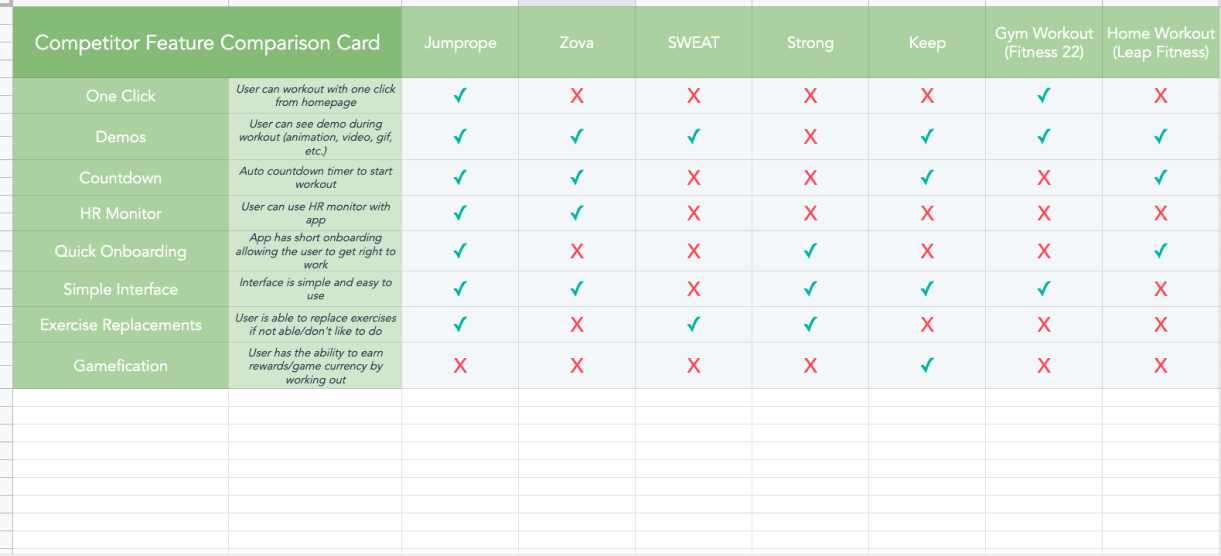 Competitor Feature Comparison Card
Jumprope
Zova
SWEAT
Strong
Keep
Gym Workout
(Fitness 22)
Home Workout
(Leap Fitness)
One Click
User can workout with one click
from homepage
✓ X X X X ✓ X
Demos
User can see demo during
workout (animation, video, gif,
etc.)
✓ ✓ ✓ X ✓ ✓ ✓
Countdown
Auto countdown timer to start
workout
✓ ✓ X X ✓ X ✓
HR Monitor
User can use HR monitor with
app
✓ ✓ X X X X X
Quick Onboarding
App has short onboarding
allowing the user to get right to
work
✓ X X ✓ X X ✓
Simple Interface
Interface is simple and easy to
use
✓ ✓ X ✓ ✓ ✓ X
Exercise Replacements
User is able to replace exercises
if not able/don't like to do
✓ X ✓ ✓ X X X
Gamefication
User has the ability to earn
rewards/game currency by
working out
X X X X ✓ X X